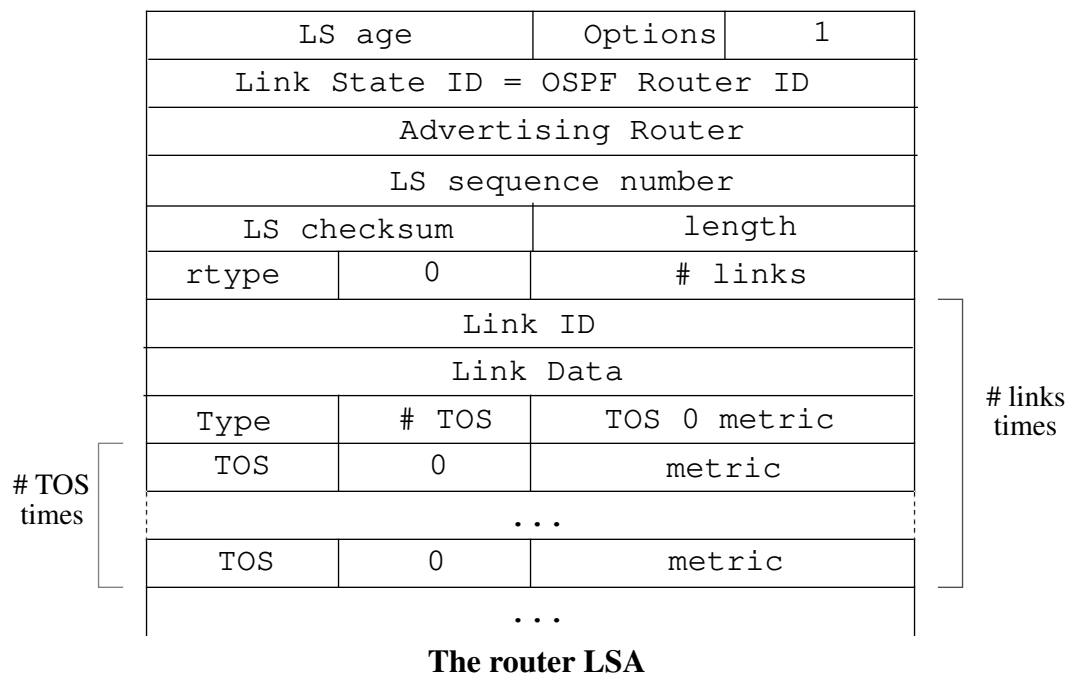 LS age Options 1
Link State ID = OSPF Router ID
Advertising Router
LS sequence number
LS checksum length
rtype 0 # links
Link ID
Link Data
Type # TOS TOS 0 metric
TOS 0 metric
...
TOS 0 metric
...
# TOS
times
# links
times
The router LSA